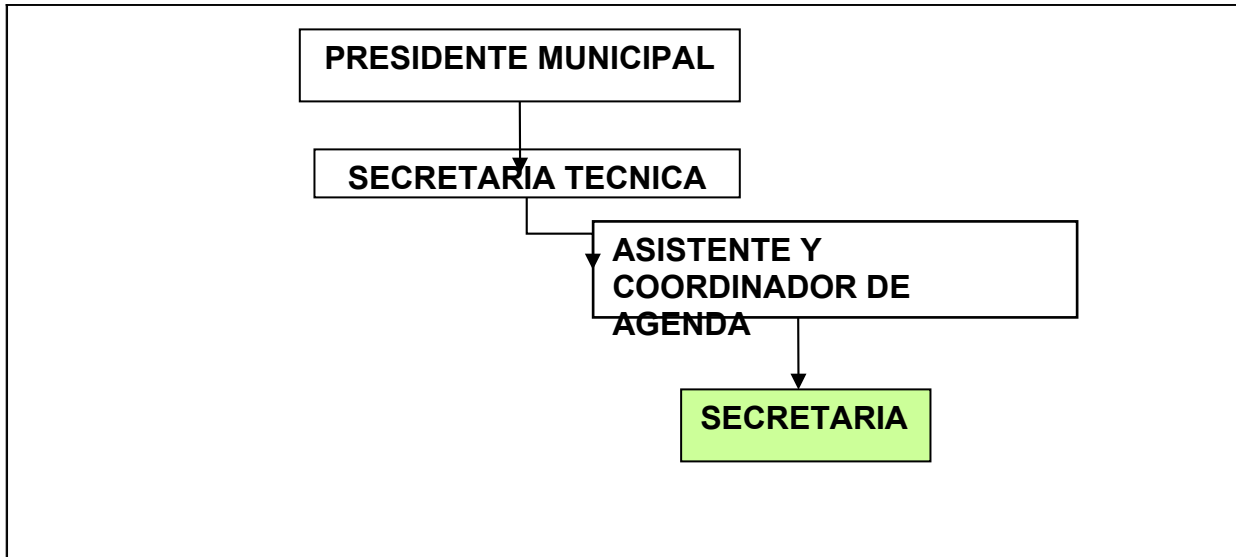 PRESIDENTE MUNICIPAL
SECRETARIA TECNICA
ASISTENTE Y
COORDINADOR DE
AGENDA
SECRETARIA